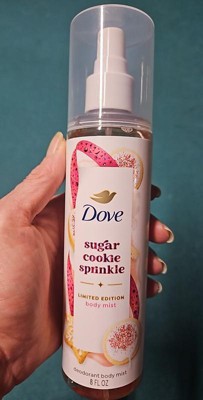 Dove
sugar
cookie
sprinkle
LIMITED EDITION
body mist
deodorant body mist
8 FL OZ